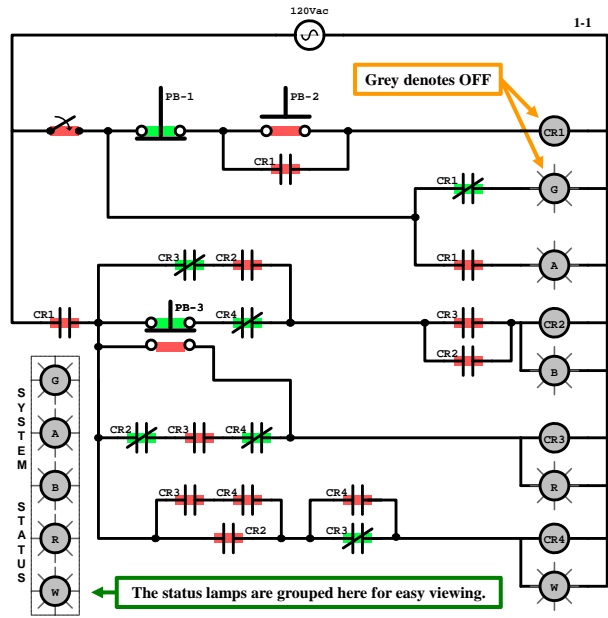 120Vac
1-1
Grey denotes OFF
PB-1
PB-2
CR1
CR1
CR1
G
CR3
CR2
CR1
A
CR1
PB-3
CR4
CR3
CR2
CR2
B
G
A
B
R
W
SYSTEM STATUS
CR2
CR3
CR4
CR3
R
CR3
CR4
CR4
CR2
CR3
CR4
W
The status lamps are grouped here for easy viewing.